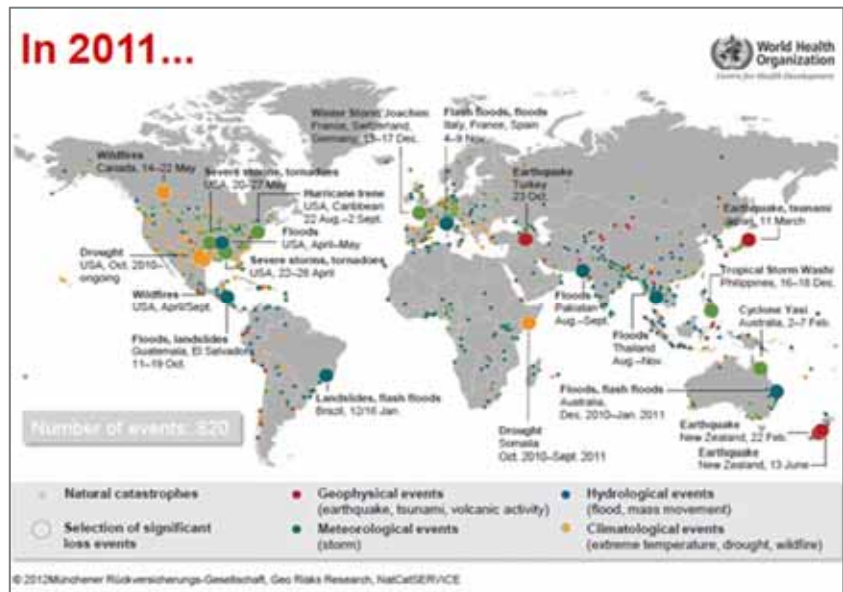 In 2011...
World Health
Organization
Centre for Health Development
Winter Storm Joachim
France, Switzerland,
Germany, 15–17 Dec.
Flash floods, floods
Italy, France, Spain
4–9 Nov.
Wildfires
Canada, 14–22 May
Severe storms, tornadoes
USA, 20–27 May
Hurricane Irene
USA, Caribbean
22 Aug.–2 Sept.
Earthquake
Turkey
23 Oct.
Earthquake, tsunami
Japan, 11 March
Floods
USA, April–May
Drought
USA, Oct. 2010–
ongoing
Severe storms, tornadoes
USA, 22–28 April
Tropical Storm Washi
Philippines, 16–18 Dec.
Wildfires
USA, April/Sept.
Floods
Pakistan
Aug.–Sept.
Cyclone Yasi
Australia, 2–7 Feb.
Floods, landslides
Guatemala, El Salvador
11–19 Oct.
Floods
Thailand
Aug.–Nov.
Landslides, flash floods
Brazil, 12/16 Jan.
Floods, flash floods
Australia,
Dec. 2010–Jan. 2011
Number of events: 820
Drought
Somalia
Oct. 2010–Sept. 2011
Earthquake
New Zealand, 22 Feb.
Earthquake
New Zealand, 13 June
Natural catastrophes
Geophysical events
(earthquake, tsunami, volcanic activity)
Hydrological events
(flood, mass movement)
Selection of significant
loss events
Meteorological events
(storm)
Climatological events
(extreme temperature, drought, wildfire)
© 2012Münchener Rückversicherungs-Gesellschaft, Geo Risks Research, NatCatSERVICE